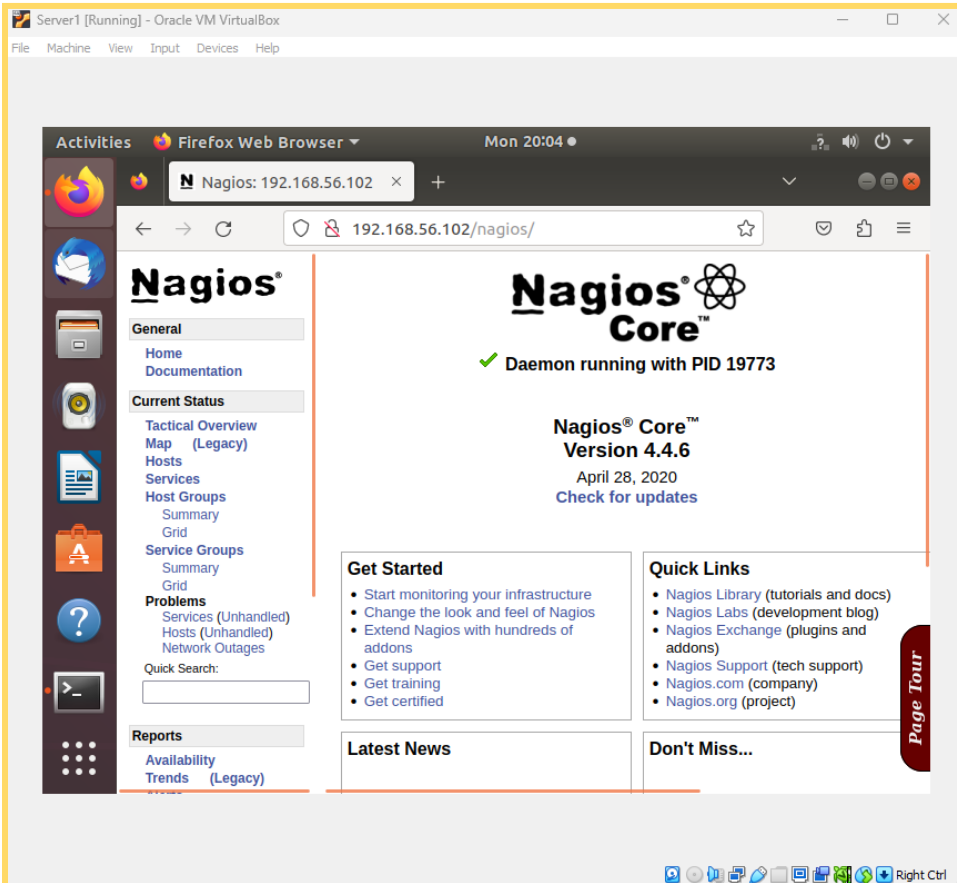 Server1 [Running] - Oracle VM VirtualBox
File Machine View Input Devices Help
Activities Firefox Web Browser Mon 20:04
Nagios: 192.168.56.102
192.168.56.102/nagios/
Nagios®
General
Home
Documentation
Current Status
Tactical Overview
Map (Legacy)
Hosts
Services
Host Groups
Summary
Grid
Service Groups
Summary
Grid
Problems
Services (Unhandled)
Hosts (Unhandled)
Network Outages
Quick Search:
Reports
Availability
Trends (Legacy)
Nagios®
Core™
Daemon running with PID 19773
Nagios® Core™
Version 4.4.6
April 28, 2020
Check for updates
Get Started
• Start monitoring your infrastructure
• Change the look and feel of Nagios
• Extend Nagios with hundreds of
addons
• Get support
• Get training
• Get certified
Quick Links
• Nagios Library (tutorials and docs)
• Nagios Labs (development blog)
• Nagios Exchange (plugins and
addons)
• Nagios Support (tech support)
• Nagios.com (company)
• Nagios.org (project)
Latest News
Don't Miss...
Page Tour
Right Ctrl